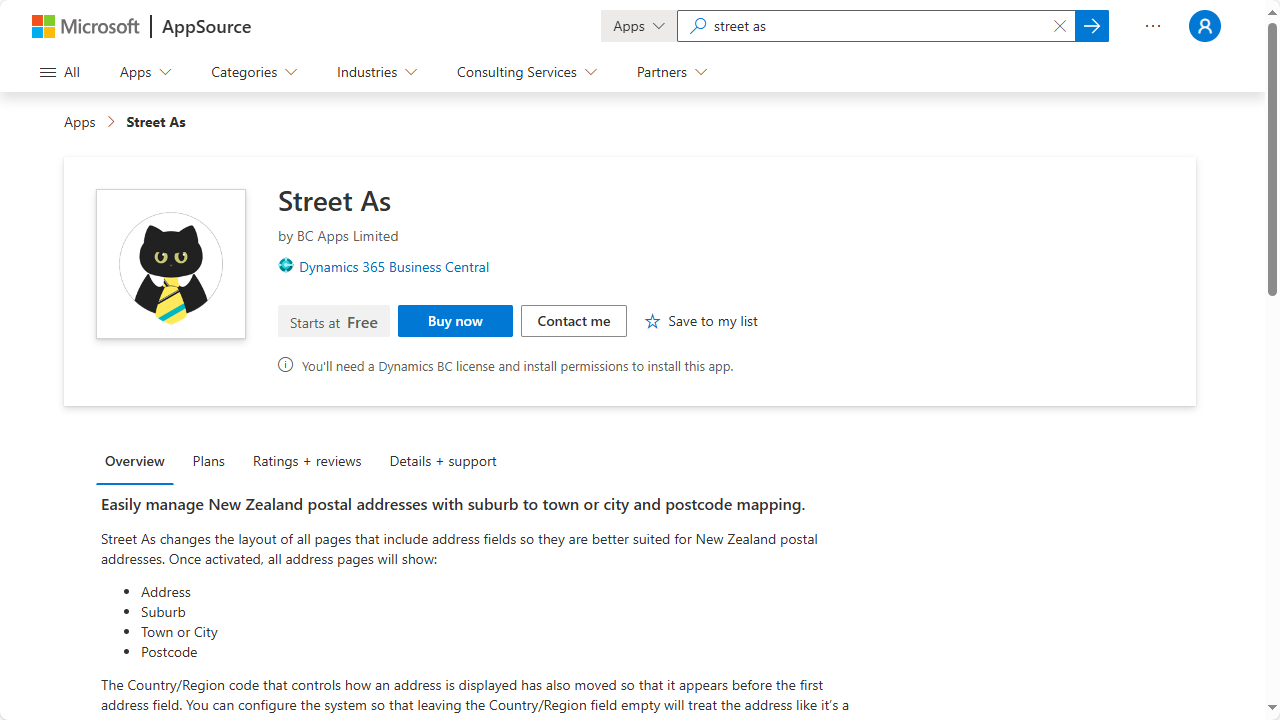 Microsoft AppSource Apps street as
All Apps Categories Industries Consulting Services Partners
Apps Street As
Street As
by BC Apps Limited
Dynamics 365 Business Central
Starts at Free Buy now Contact me Save to my list
You'll need a Dynamics BC license and install permissions to install this app.
Overview Plans Ratings + reviews Details + support
Easily manage New Zealand postal addresses with suburb to town or city and postcode mapping.
Street As changes the layout of all pages that include address fields so they are better suited for New Zealand postal
addresses. Once activated, all address pages will show:
• Address
• Suburb
• Town or City
• Postcode
The Country/Region code that controls how an address is displayed has also moved so that it appears before the first
address field. You can configure the system so that leaving the Country/Region field empty will treat the address like it’s a